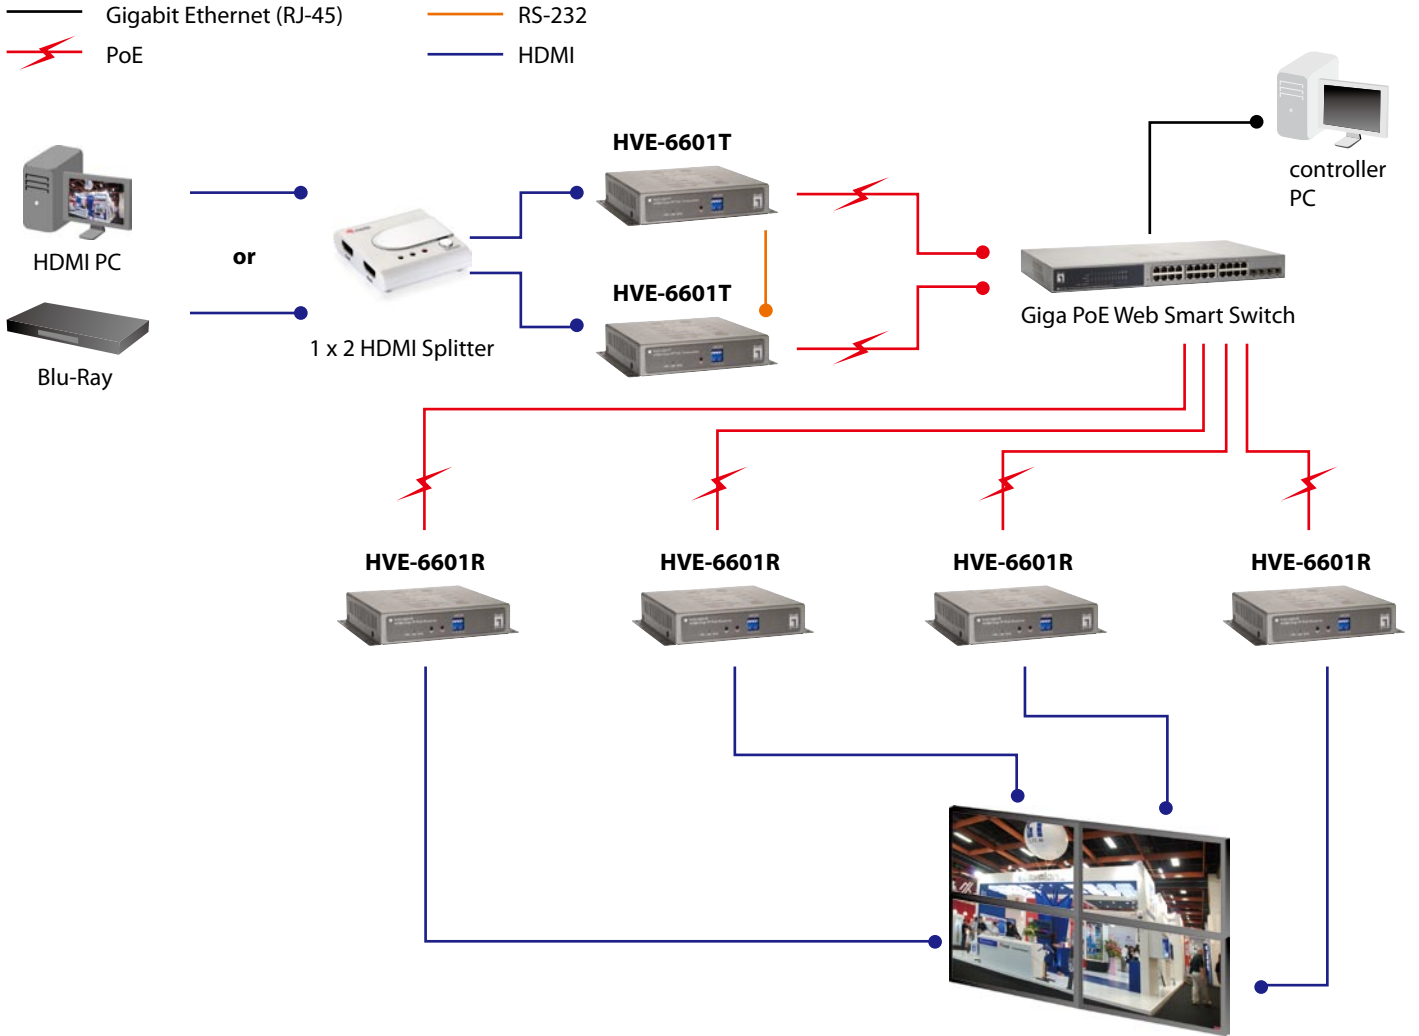 Gigabit Ethernet (RJ-45)
RS-232
PoE
HDMI
HVE-6601T
controller
PC
HDMI PC
or
HVE-6601T
1 x 2 HDMI Splitter
Giga PoE Web Smart Switch
Blu-Ray
HVE-6601R
HVE-6601R
HVE-6601R
HVE-6601R